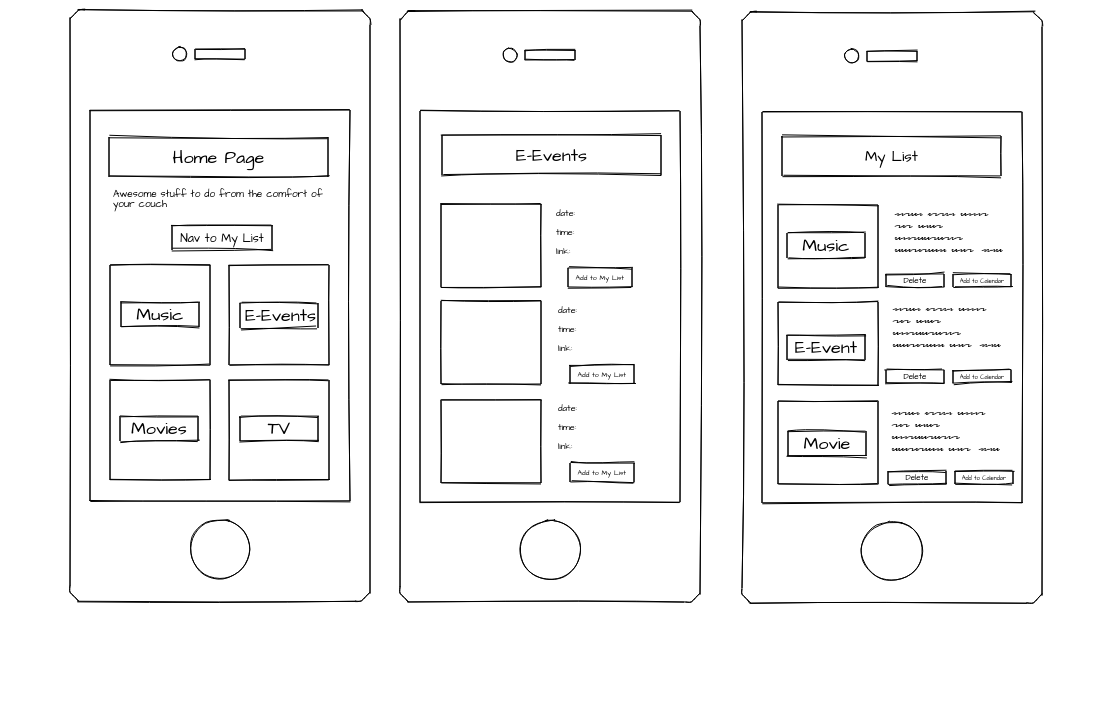 Home Page
Awesome stuff to do from the comfort of
your couch
Nav to My List
Music
E-Events
Movies
TV
E-Events
date:
time:
link:
Add to My List
date:
time:
link:
Add to My List
date:
time:
link:
Add to My List
My List
Music
Delete
Add to Calendar
E-Event
Delete
Add to Calendar
Movie
Delete
Add to Calendar